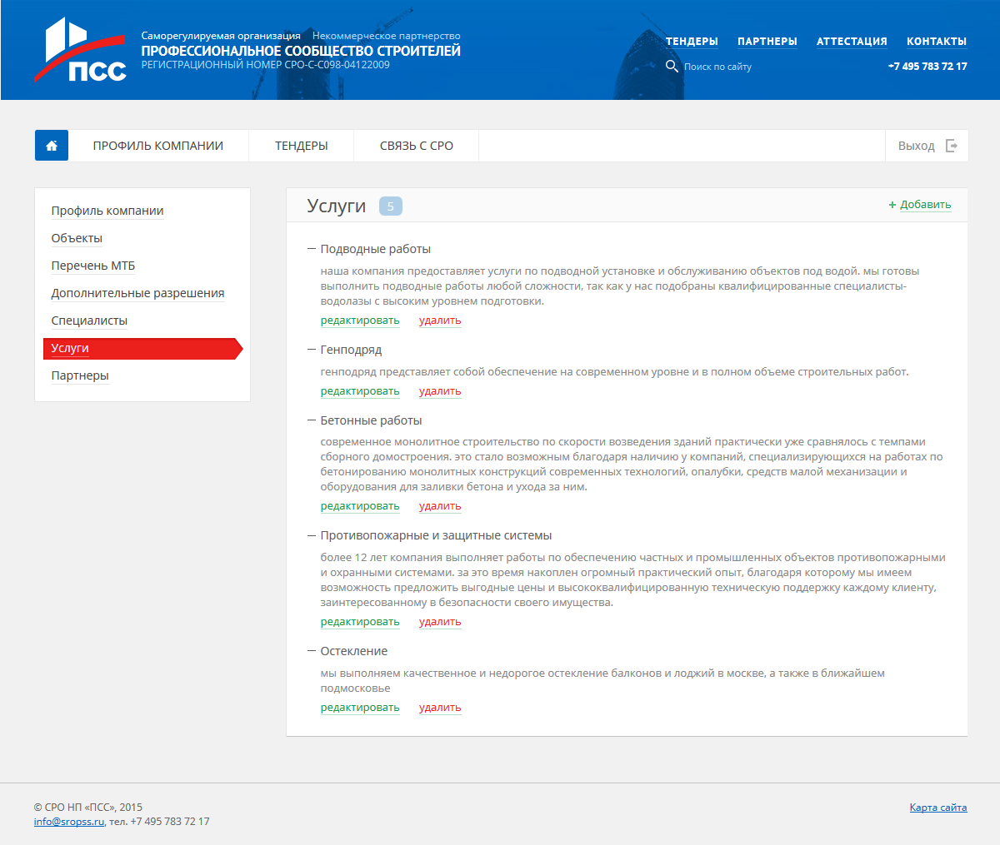 ПСС
Саморегулируемая организация Некоммерческое партнерство
ПРОФЕССИОНАЛЬНОЕ СООБЩЕСТВО СТРОИТЕЛЕЙ
РЕГИСТРАЦИОННЫЙ НОМЕР СРО-С-С098-04122009
ТЕНДЕРЫ ПАРТНЕРЫ АТТЕСТАЦИЯ КОНТАКТЫ
Поиск по сайту +7 495 783 72 17
ПРОФИЛЬ КОМПАНИИ ТЕНДЕРЫ СВЯЗЬ С СРО Выход
Профиль компании
Объекты
Перечень МТБ
Дополнительные разрешения
Специалисты
Услуги
Партнеры
Услуги 5 + Добавить
— Подводные работы
наша компания предоставляет услуги по подводной установке и обслуживанию объектов под водой. мы готовы
выполнить подводные работы любой сложности, так как у нас подобраны квалифицированные специалисты-
водолазы с высоким уровнем подготовки.
редактировать удалить
— Генподряд
генподряд представляет собой обеспечение на современном уровне и в полном объеме строительных работ.
редактировать удалить
— Бетонные работы
современное монолитное строительство по скорости возведения зданий практически уже сравнялось с темпами
сборного домостроения. это стало возможным благодаря наличию у компаний, специализирующихся на работах по
бетонированию монолитных конструкций современных технологий, опалубки, средств малой механизации и
оборудования для заливки бетона и ухода за ним.
редактировать удалить
— Противопожарные и защитные системы
более 12 лет компания выполняет работы по обеспечению частных и промышленных объектов противопожарными
и охранными системами. за это время накоплен огромный практический опыт, благодаря которому мы имеем
возможность предложить выгодные цены и высококвалифицированную техническую поддержку каждому клиенту,
заинтересованному в безопасности своего имущества.
редактировать удалить
— Остекление
мы выполняем качественное и недорогое остекление балконов и лоджий в москве, а также в ближайшем
подмосковье
редактировать удалить
© СРО НП «ПСС», 2015 Карта сайта
info@sropss.ru, тел. +7 495 783 72 17